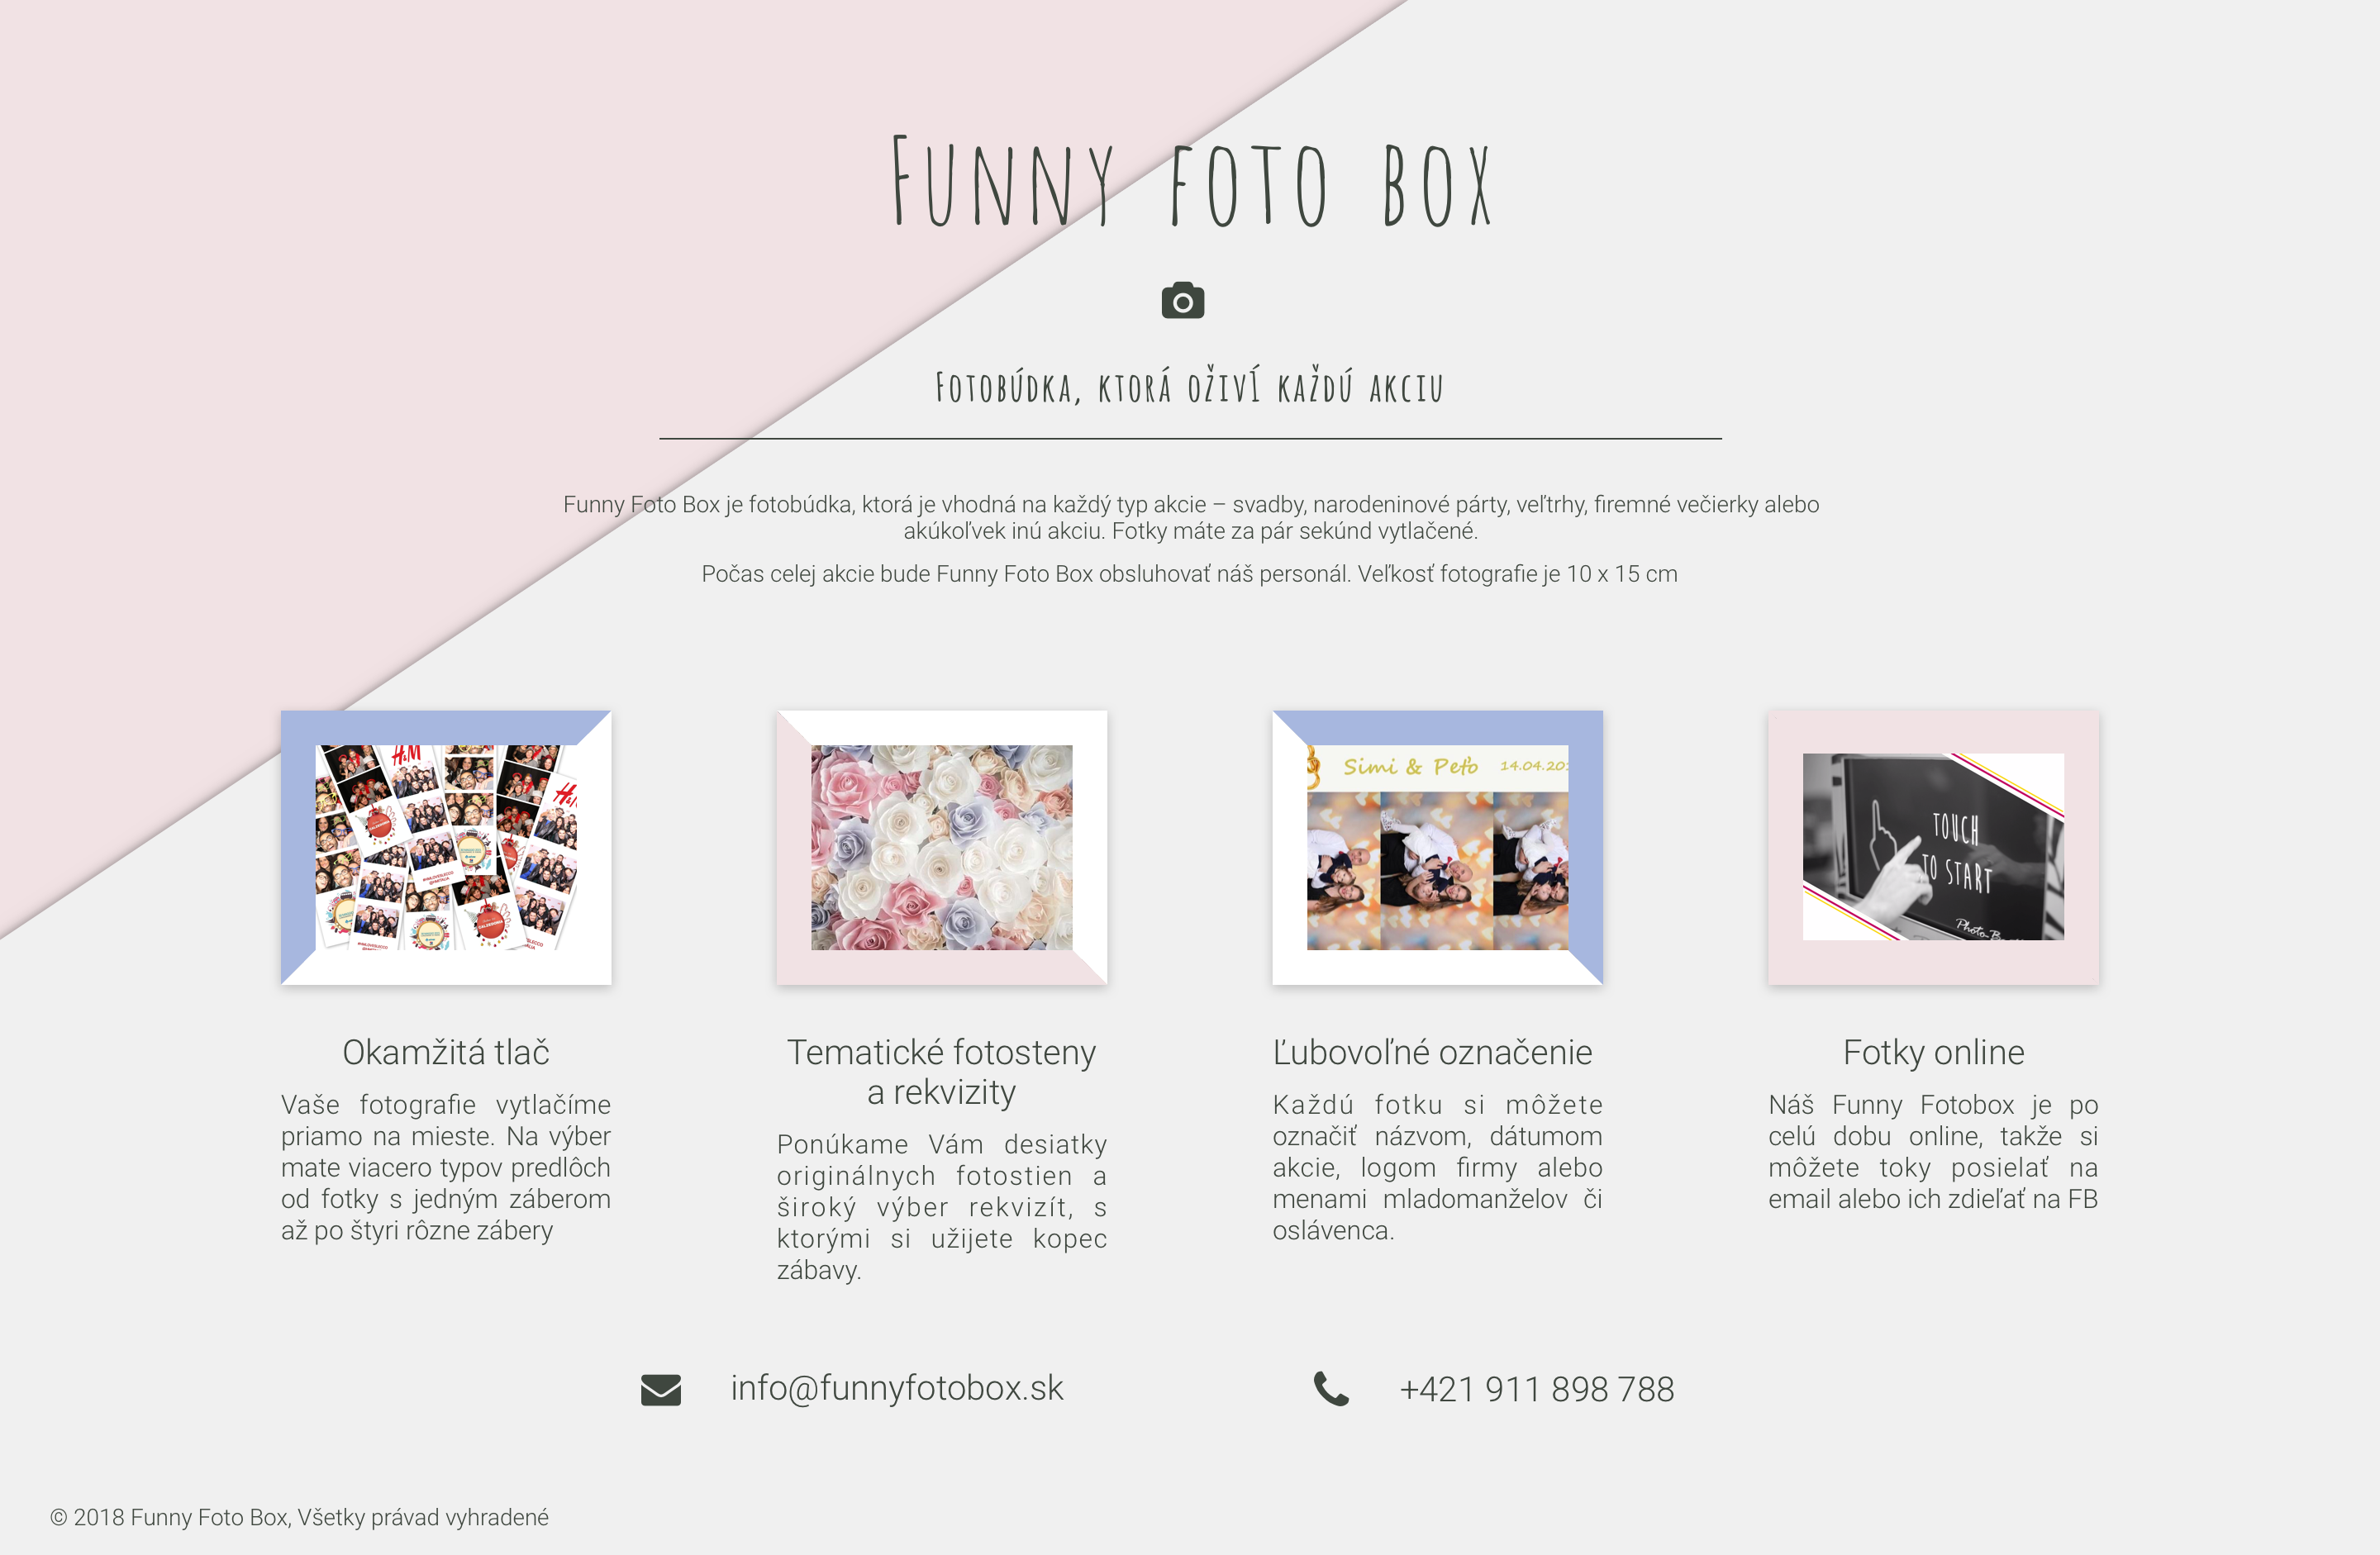 Funny foto box
Fotobúdka, ktorá oživí každú akciu
Funny Foto Box je fotobúdka, ktorá je vhodná na každý typ akcie – svadby, narodeninové párty, veľtrhy, firemné večierky alebo
akúkoľvek inú akciu. Fotky máte za pár sekúnd vytlačené.
Počas celej akcie bude Funny Foto Box obsluhovať náš personál. Veľkosť fotografie je 10 x 15 cm
H&M
Simi & Peťo 14.04.20
TOUCH
TO START
Okamžitá tlač
Vaše fotografie vytlačíme
priamo na mieste. Na výber
mate viacero typov predlôch
od fotky s jedným záberom
až po štyri rôzne zábery
Tematické fotosteny
a rekvizity
Ponúkame Vám desiatky
originálnych fotostien a
široký výber rekvizít, s
ktorými si užijete kopec
zábavy.
Ľubovoľné označenie
Každú fotku si môžete
označiť názvom, dátumom
akcie, logom firmy alebo
menami mladomanželov či
oslávenca.
Fotky online
Náš Funny Fotobox je po
celú dobu online, takže si
môžete toky posielať na
email alebo ich zdieľať na FB
info@funnyfotobox.sk
+421 911 898 788
© 2018 Funny Foto Box, Všetky právad vyhradené